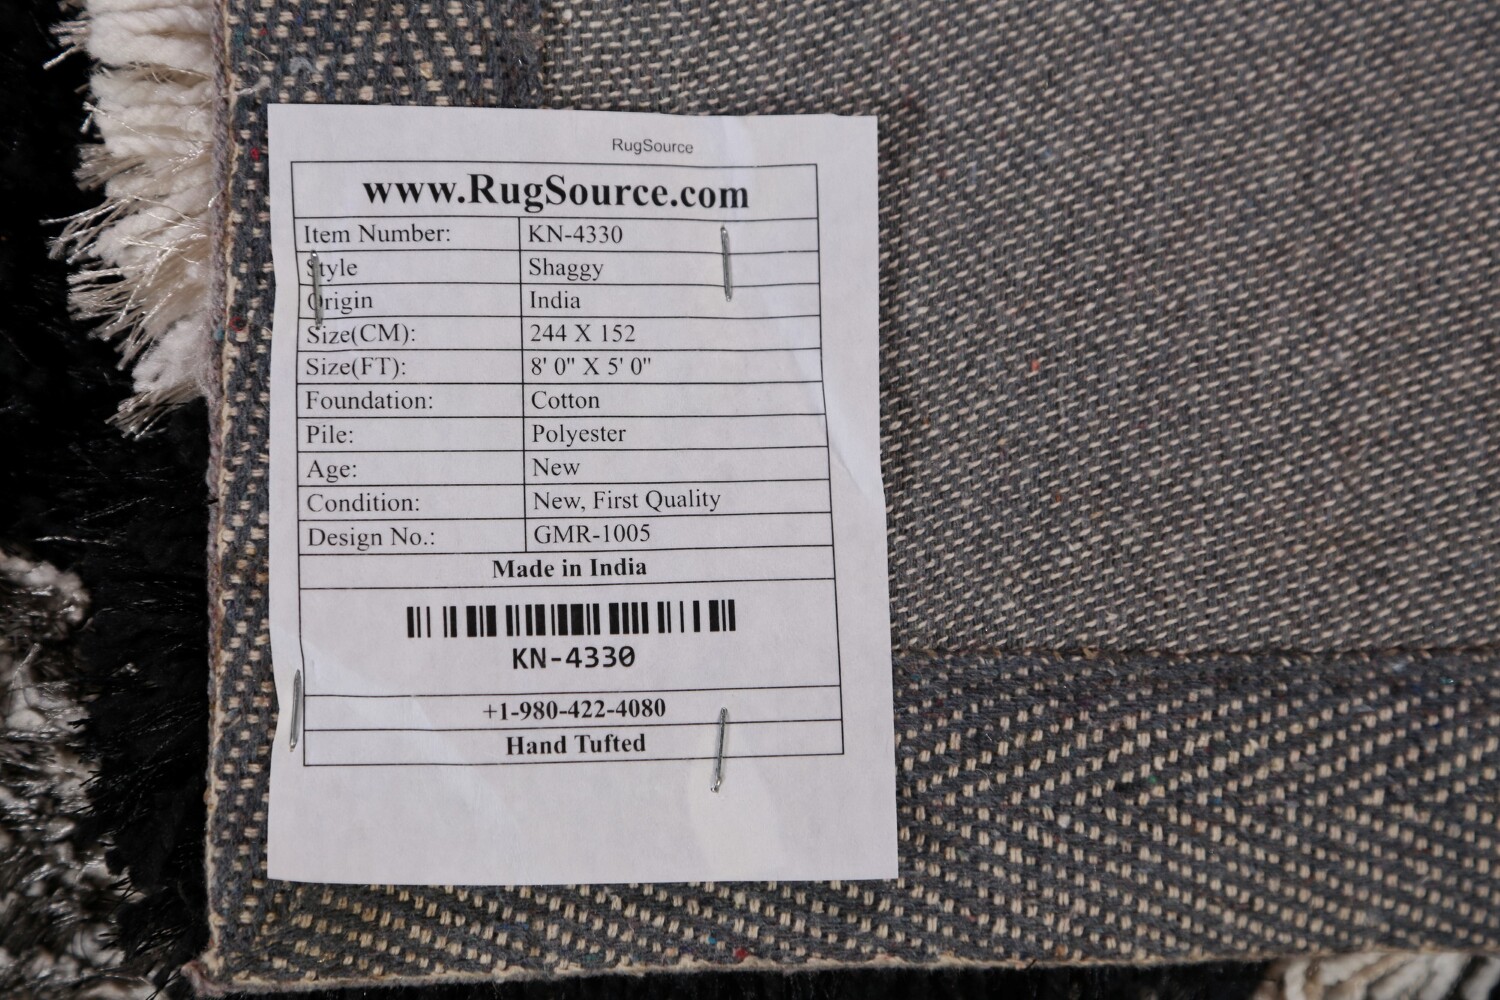 RugSource
www.RugSource.com
Item Number: KN-4330
Style Shaggy
Origin India
Size(CM): 244 X 152
Size(FT): 8' 0" X 5' 0"
Foundation: Cotton
Pile: Polyester
Age: New
Condition: New, First Quality
Design No.: GMR-1005
Made in India
KN-4330
+1-980-422-4080
Hand Tufted